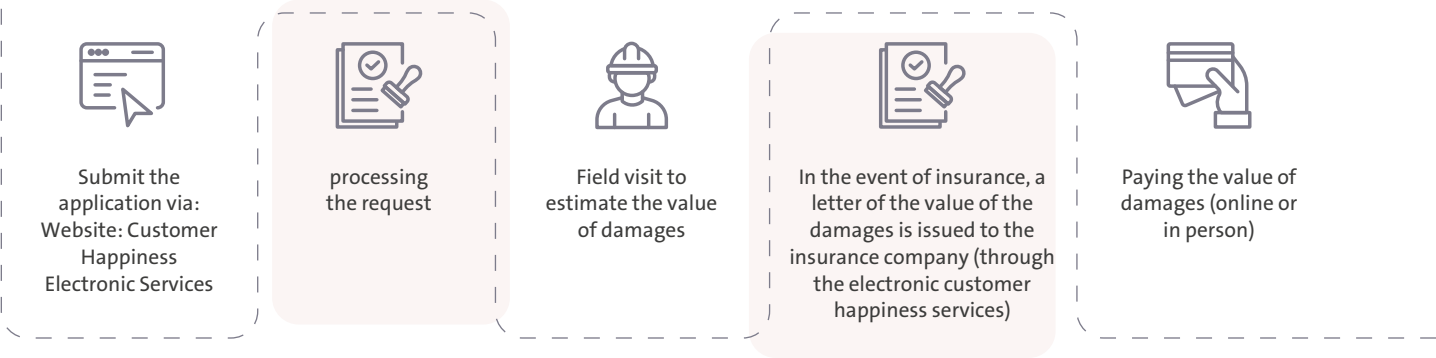 Submit the
application via:
Website: Customer
Happiness
Electronic Services
processing
the request
Field visit to
estimate the value
of damages
In the event of insurance, a
letter of the value of the
damages is issued to the
insurance company (through
the electronic customer
happiness services)
Paying the value of
damages (online or
in person)